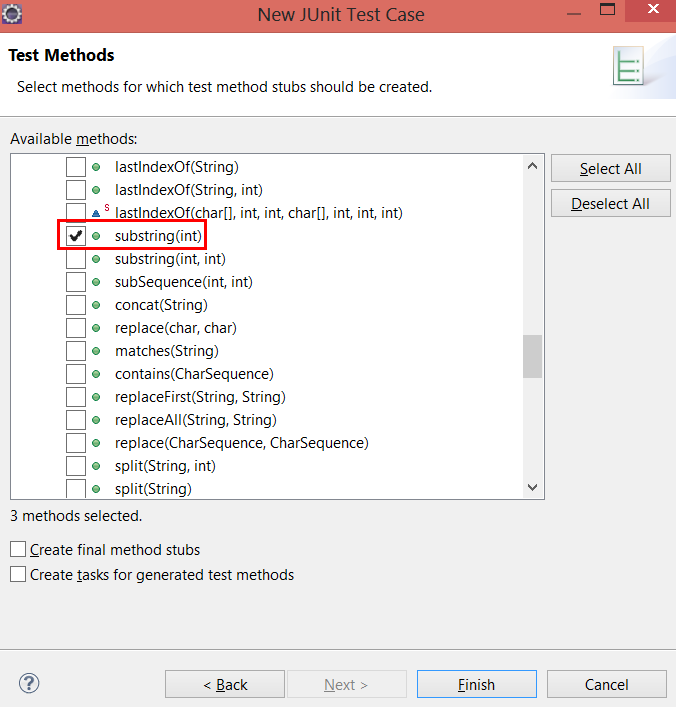 New JUnit Test Case
Test Methods
Select methods for which test method stubs should be created.
Available methods:
lastIndexOf(String)
lastIndexOf(String, int)
S lastIndexOf(char[], int, int, char[], int, int, int)
substring(int)
substring(int, int)
subSequence(int, int)
concat(String)
replace(char, char)
matches(String)
contains(CharSequence)
replaceFirst(String, String)
replaceAll(String, String)
replace(CharSequence, CharSequence)
split(String, int)
split(String)
Select All
Deselect All
3 methods selected.
Create final method stubs
Create tasks for generated test methods
?
< Back
Next >
Finish
Cancel